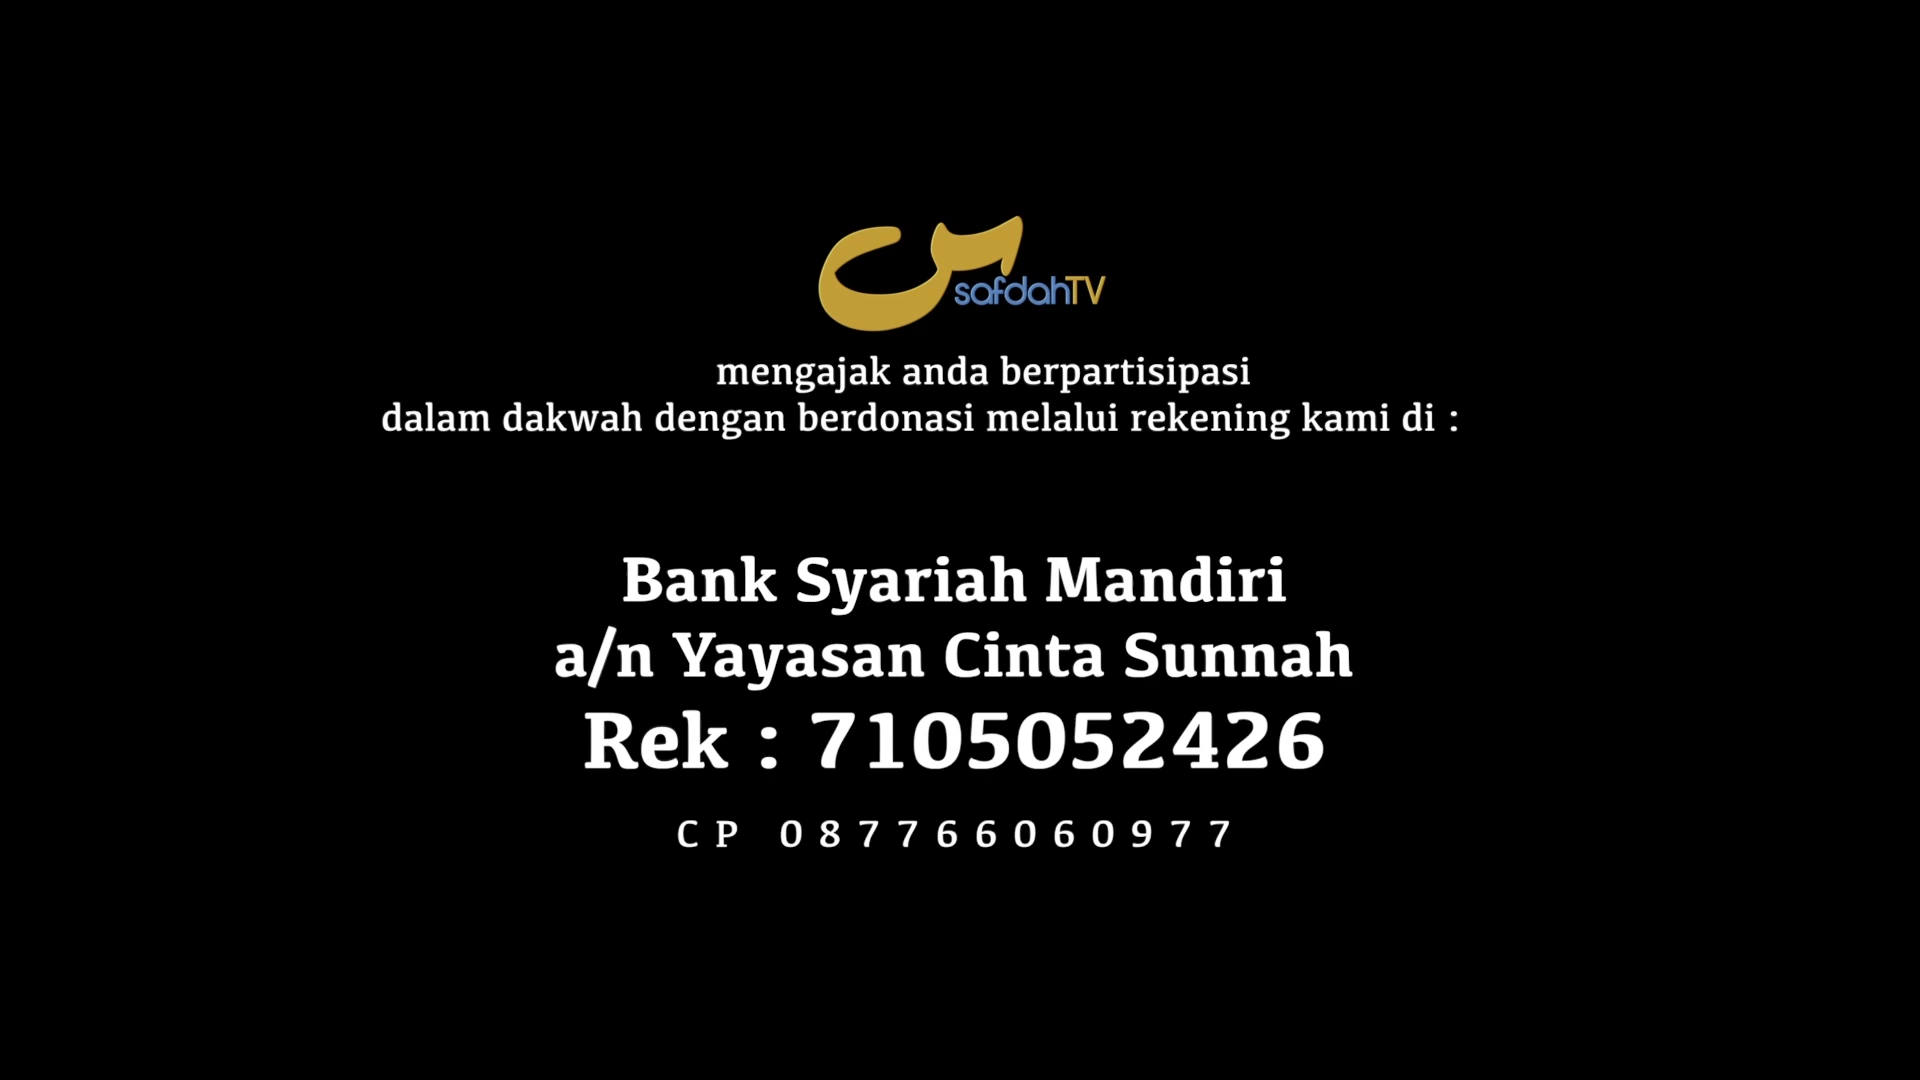 safdahTV
mengajak anda berpartisipasi
dalam dakwah dengan berdonasi melalui rekening kami di :
Bank Syariah Mandiri
a/n Yayasan Cinta Sunnah
Rek : 7105052426
CP 087766060977